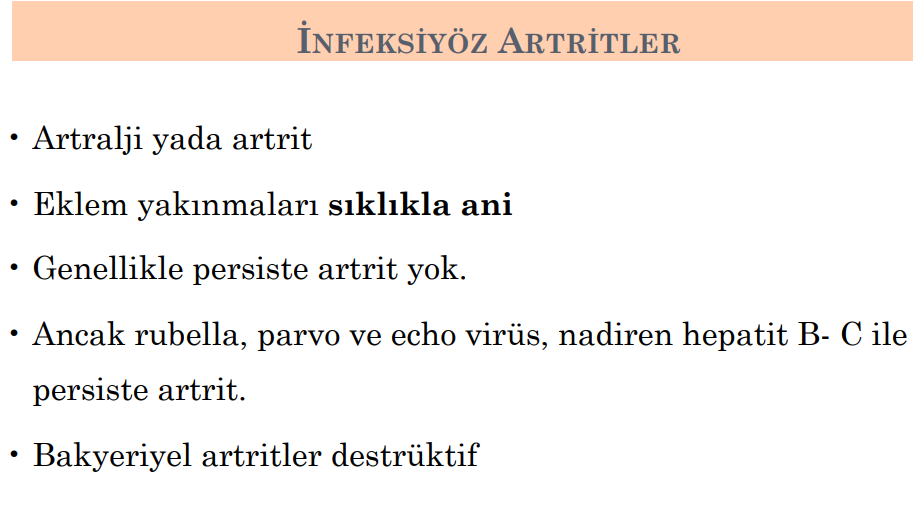 İNFEKSİYÖZ ARTRİTLER
• Artralji yada artrit
• Eklem yakınmaları sıklıkla ani
• Genellikle persiste artrit yok.
• Ancak rubella, parvo ve echo virüs, nadiren hepatit B- C ile
persiste artrit.
• Bakyeriyel artritler destrüktif